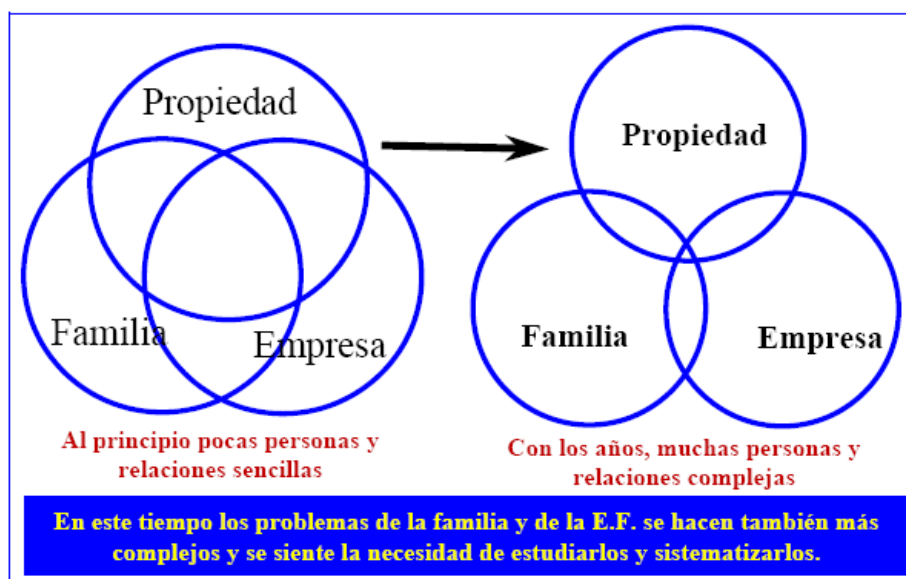 Propiedad
Familia
Empresa
Al principio pocas personas y
relaciones sencillas
Propiedad
Familia
Empresa
Con los años, muchas personas y
relaciones complejas
En este tiempo los problemas de la familia y de la E.F. se hacen también más
complejos y se siente la necesidad de estudiarlos y sistematizarlos.